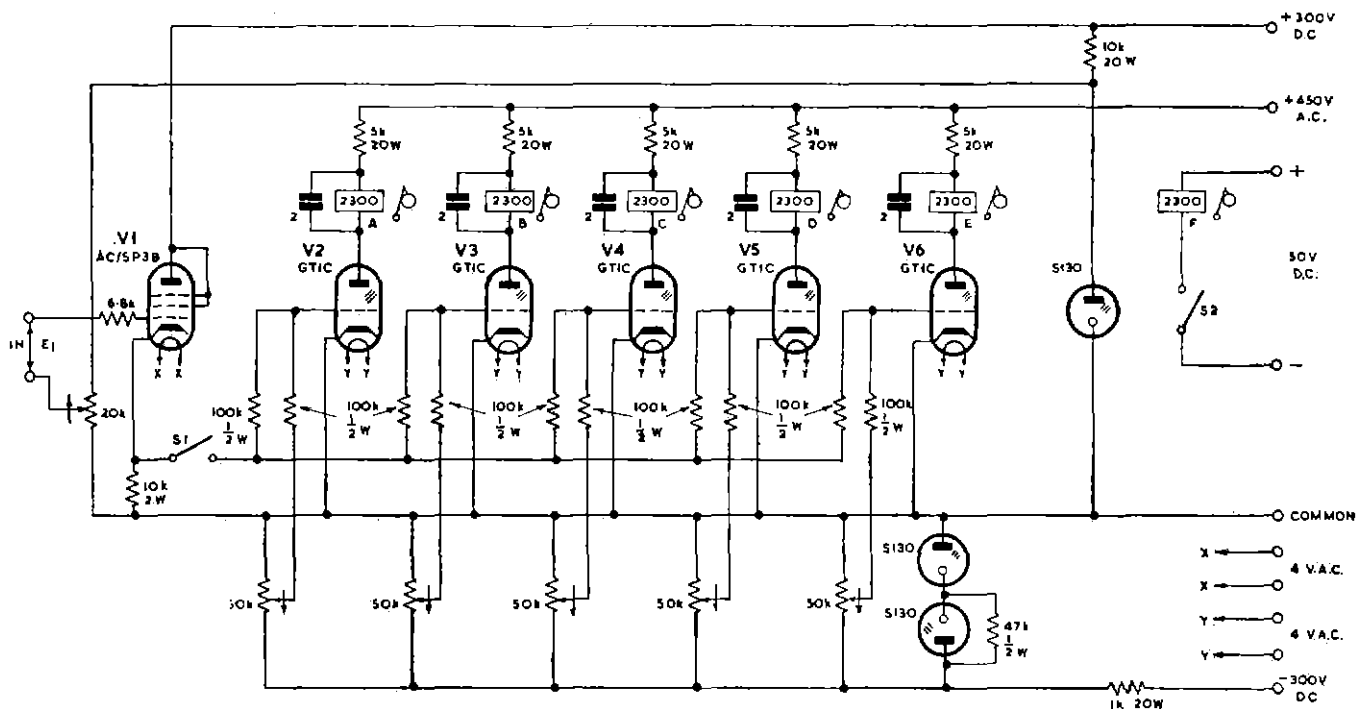 +300V
D.C
10k
20W
+450V
A.C.
5k
20W
5k
20W
5k
20W
5k
20W
5k
20W
2300
A
2
2300
B
2
2300
C
2
2300
D
2
2300
E
2
2300
F
+
50V
D.C.
-
S2
V1
AC/SP3B
V2
GT1C
V3
GT1C
V4
GT1C
V5
GT1C
V6
GT1C
S130
6.8k
IN
E1
X X
Y Y
Y Y
Y Y
Y Y
Y Y
20k
S1
100k
1/2 W
100k
1/2 W
100k
1/2 W
100k
1/2 W
100k
1/2 W
100k
1/2 W
10k
2W
COMMON
50k
50k
50k
50k
50k
S130
S130
47k
1/2 W
X
4 V.A.C.
X
Y
4 V.A.C.
Y
-300V
DC
1k 20W